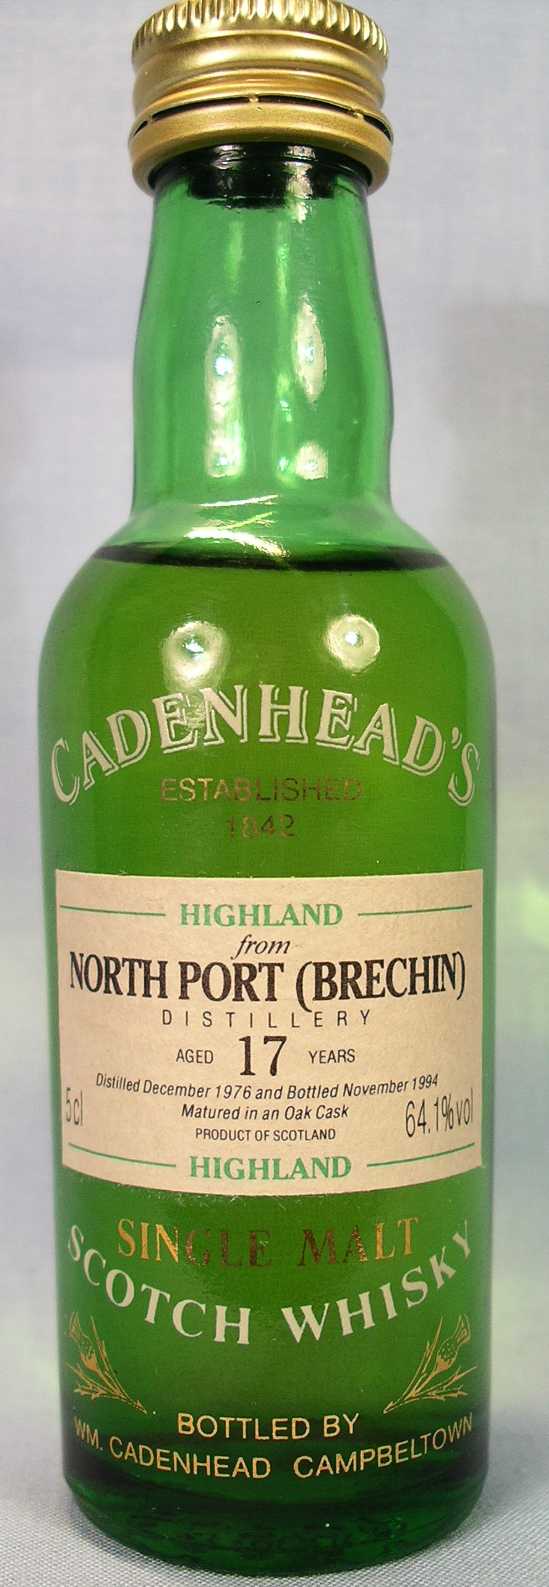 CADENHEAD'S
ESTABLISHED
1842
HIGHLAND
from
NORTH PORT (BRECHIN)
DISTILLERY
AGED 17 YEARS
Distilled December 1976 and Bottled November 1994
Matured in an Oak Cask
5cl
64.1%vol
PRODUCT OF SCOTLAND
HIGHLAND
SINGLE MALT
SCOTCH WHISKY
BOTTLED BY
WM. CADENHEAD CAMPBELTOWN